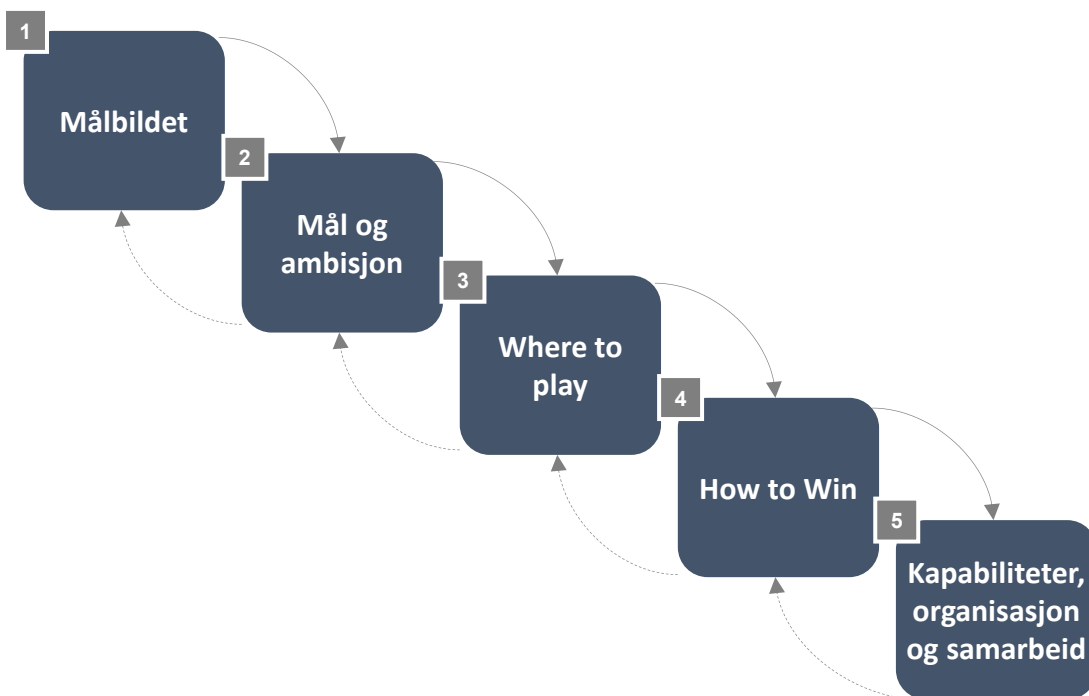 1
Målbildet
2
Mål og
ambisjon
3
Where to
play
4
How to Win
5
Kapabiliteter,
organisasjon
og samarbeid